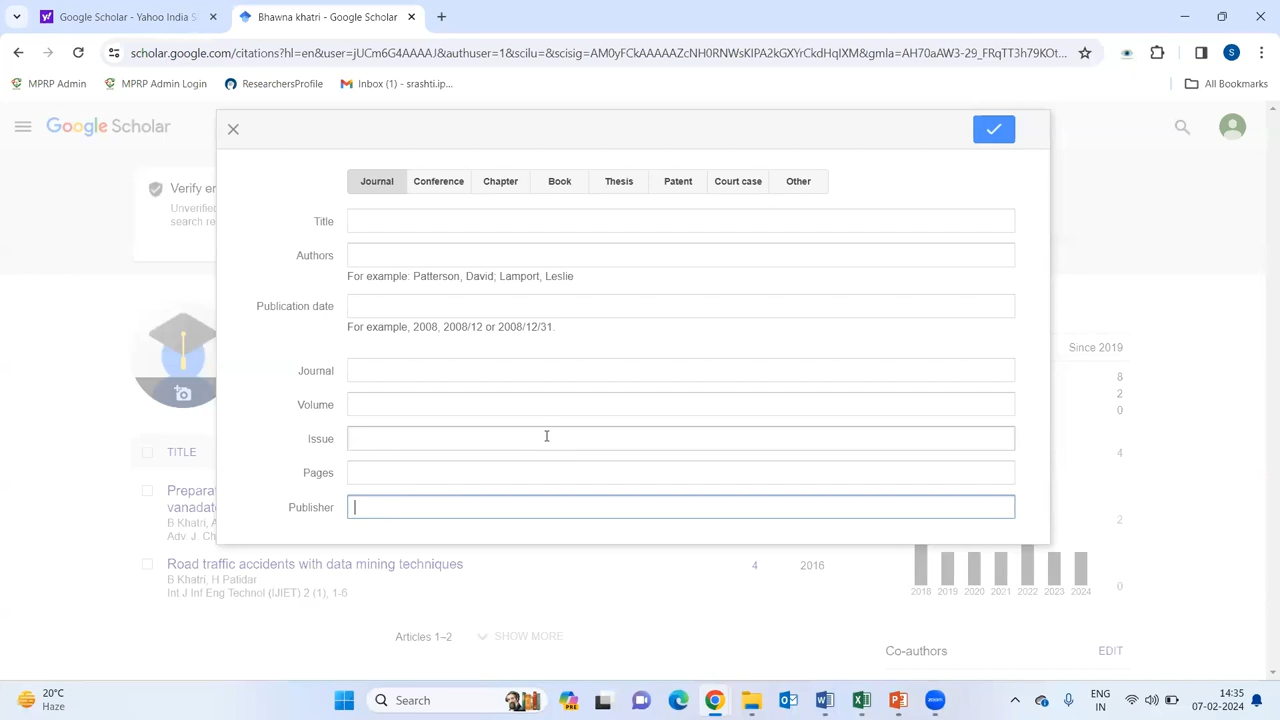 Google Scholar - Yahoo India S
Bhawna khatri - Google Scholar
scholar.google.com/citations?hl=en&user=jUCm6G4AAAAJ&authuser=1&scilu=&scisig=AM0yFCkAAAAAZcNH0RNWsKIPA2kGXYrCkdHqIXM&gmla=AH70aAW3-29_FRqTT3h79KOt...
S
MPRP Admin
MPRP Admin Login
ResearchersProfile
Inbox (1) - srashti.ip...
All Bookmarks
Google Scholar
Verify er
Unverified
search re
Journal
Conference
Chapter
Book
Thesis
Patent
Court case
Other
Title
Authors
For example: Patterson, David; Lamport, Leslie
Publication date
For example, 2008, 2008/12 or 2008/12/31.
Journal
Volume
Issue
Pages
Publisher
Since 2019
8
2
0
4
2
0
2018 2019 2020 2021 2022 2023 2024
TITLE
Preparat
vanadat
B Khatri, A
Adv. J. Ch
Road traffic accidents with data mining techniques
4
2016
B Khatri, H Patidar
Int J Inf Eng Technol (IJIET) 2 (1), 1-6
Articles 1–2
SHOW MORE
Co-authors
EDIT
20°C
Haze
Search
ENG
IN
14:35
07-02-2024